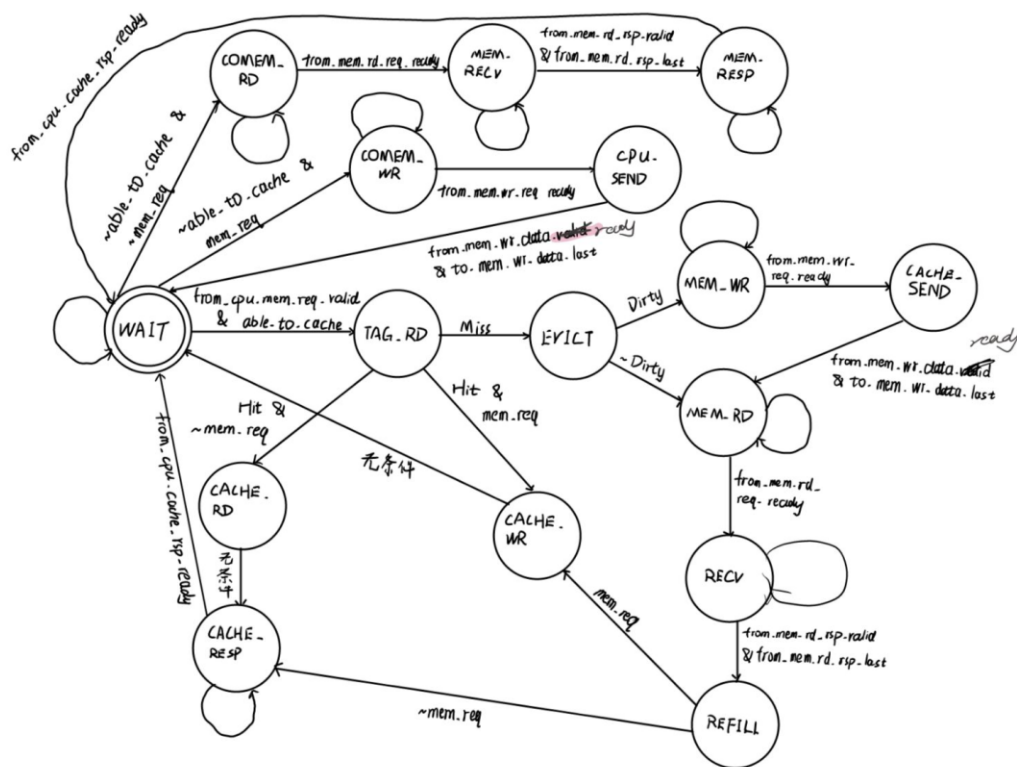 from_cpu_cache_rsp_ready
COMEM_
RD
from_mem_rd_req_ready
MEM_
RECV
from_mem_rd_rsp_valid
& from_mem_rd_rsp_last
MEM_
RESP
~able_to_cache &
~mem_req
~able_to_cache &
mem_req
COMEM_
WR
from_mem_wr_req ready
CPU_
SEND
from_mem_wr_data_valid ready
& to_mem_wr_data_last
WAIT
from_cpu_mem_req_valid
& able_to_cache
TAG_RD
Miss
EVICT
Dirty
~Dirty
MEM_WR
from_mem_wr_
req_ready
CACHE_
SEND
ready
from_mem_wr_data_valid
& to_mem_wr_data_last
MEM_RD
Hit &
~mem_req
Hit &
mem_req
无条件
from_cpu_cache_rsp_ready
CACHE_
RD
无条件
CACHE_
WR
from_mem_rd_
req_ready
RECV
mem_req
from_mem_rd_rsp_valid
& from_mem_rd_rsp_last
CACHE_
RESP
~mem_req
REFILL